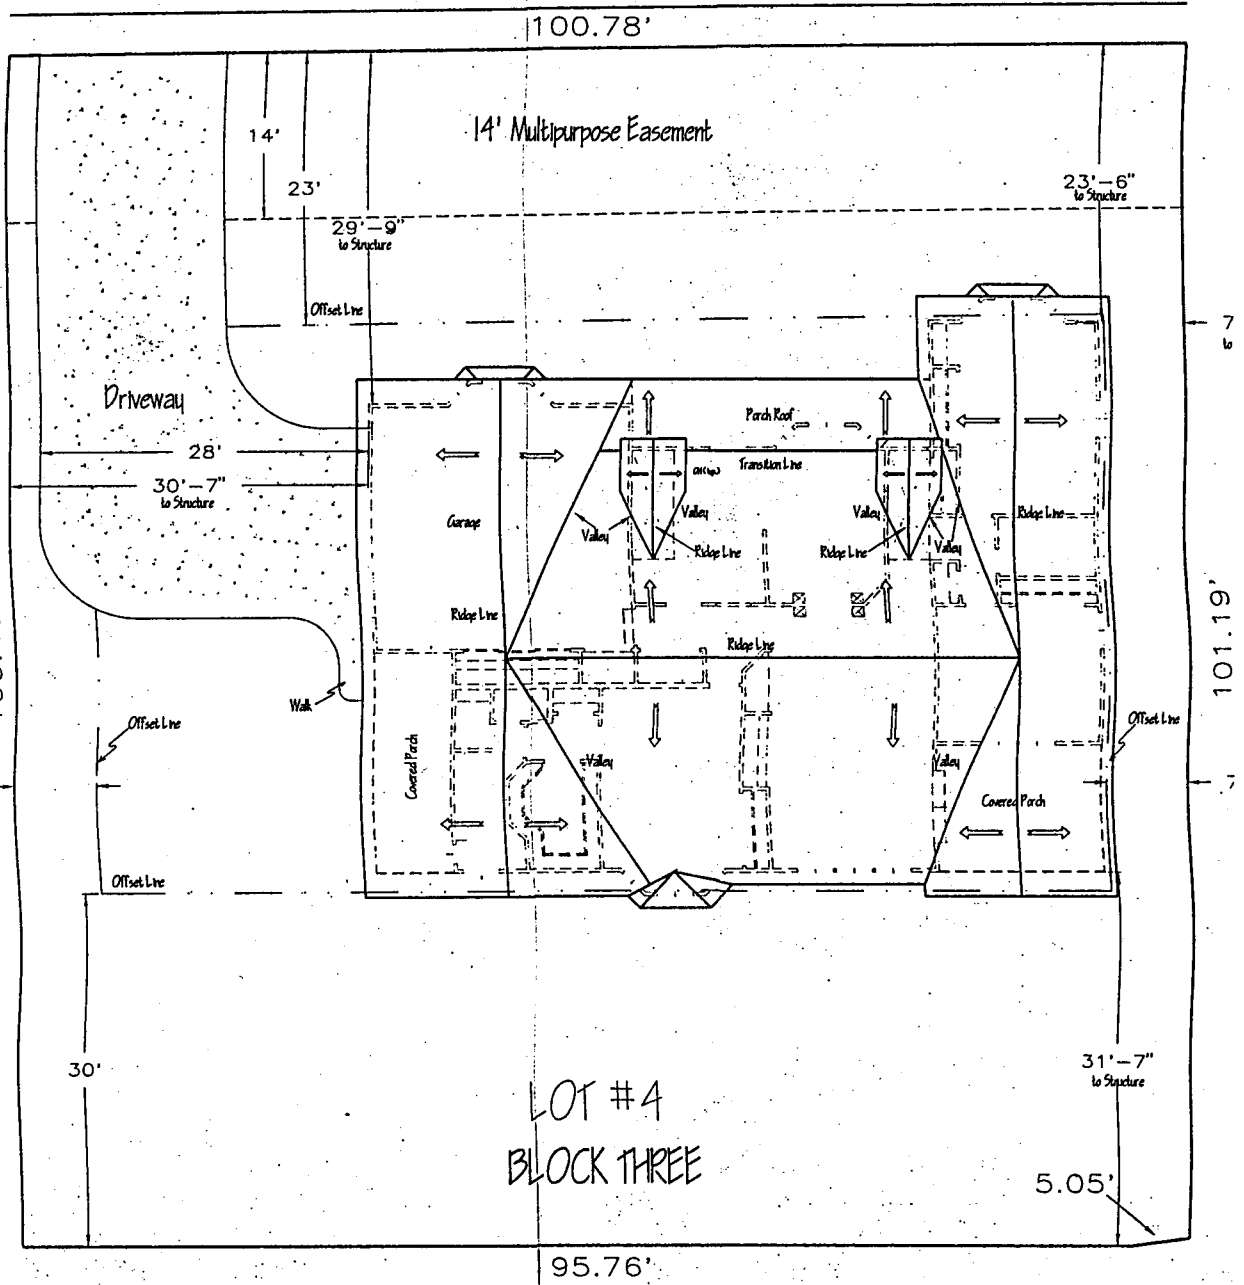 100.78'
14' Multipurpose Easement
14'
23'
23'-6"
to Structure
29'-9"
to Structure
Offset Line
7
to
Driveway
Porch Roof
28'
Transition Line
30'-7"
to Structure
Garage
Valley
Valley
Ridge Line
Valley
Ridge Line
Valley
Ridge Line
Ridge Line
Ridge Line
101.19'
Walk
Offset Line
Offset Line
Covered Porch
Valley
Valley
Covered Porch
7
Offset Line
30'
31'-7"
to Structure
LOT #4
BLOCK THREE
5.05'
95.76'